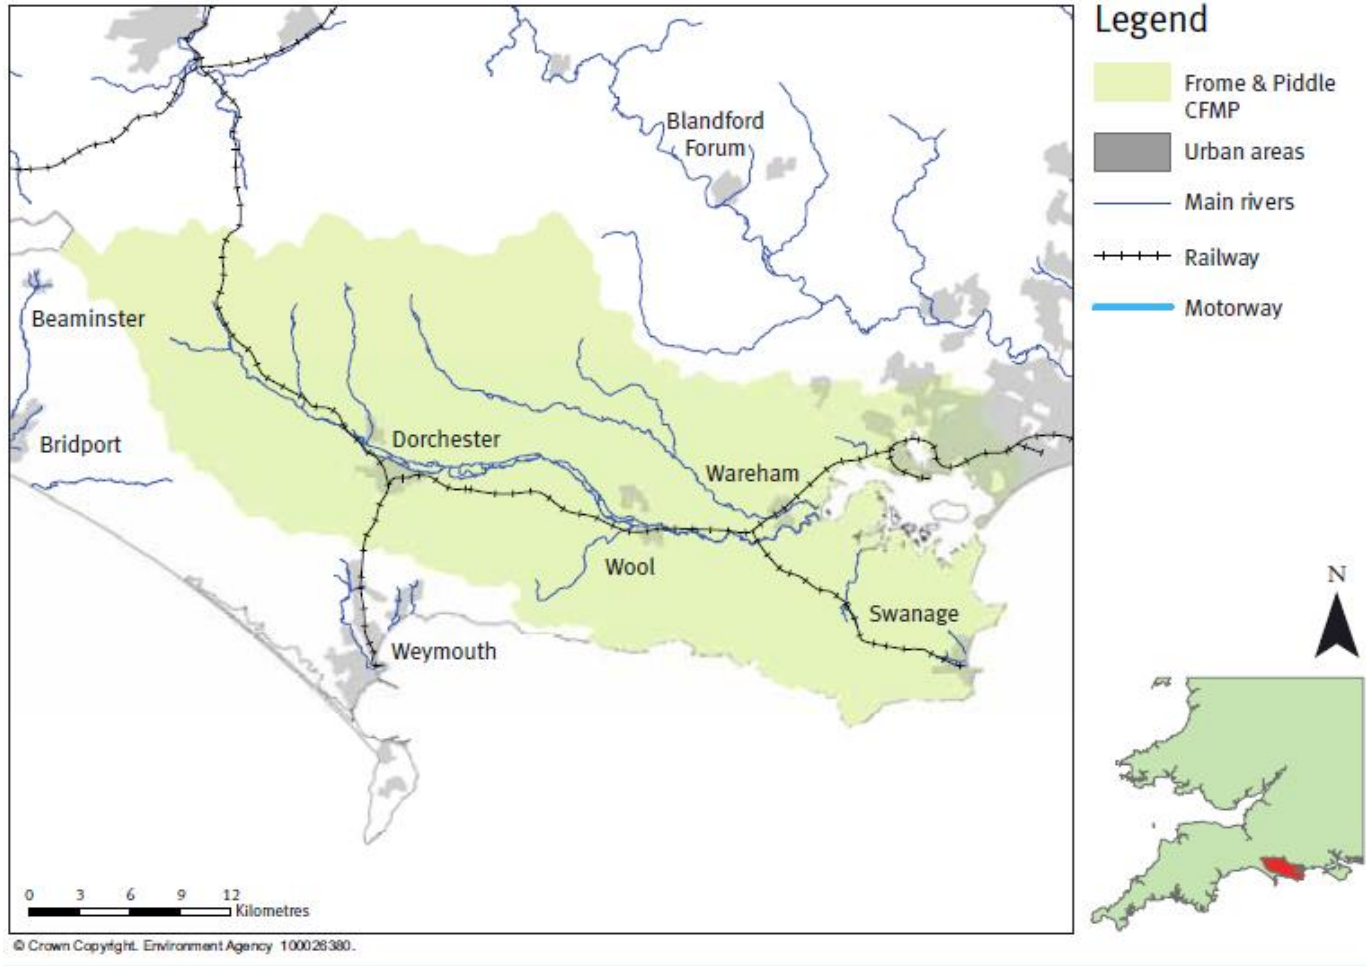 Legend
Frome & Piddle
CFMP
Urban areas
Main rivers
Railway
Motorway
Blandford
Forum
Beaminster
Bridport
Dorchester
Wareham
Wool
Swanage
Weymouth
N
0 3 6 9 12
Kilometres
© Crown Copyright. Environment Agency 100026380.